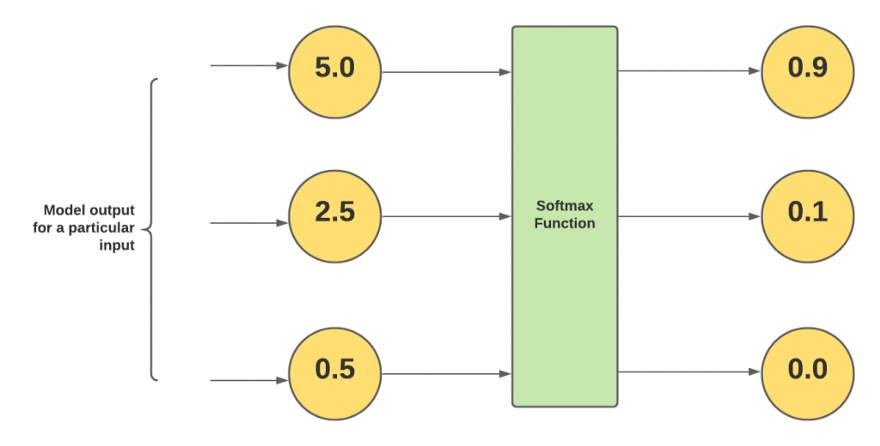 5.0
0.9
Model output
for a particular
input
2.5
Softmax
Function
0.1
0.5
0.0